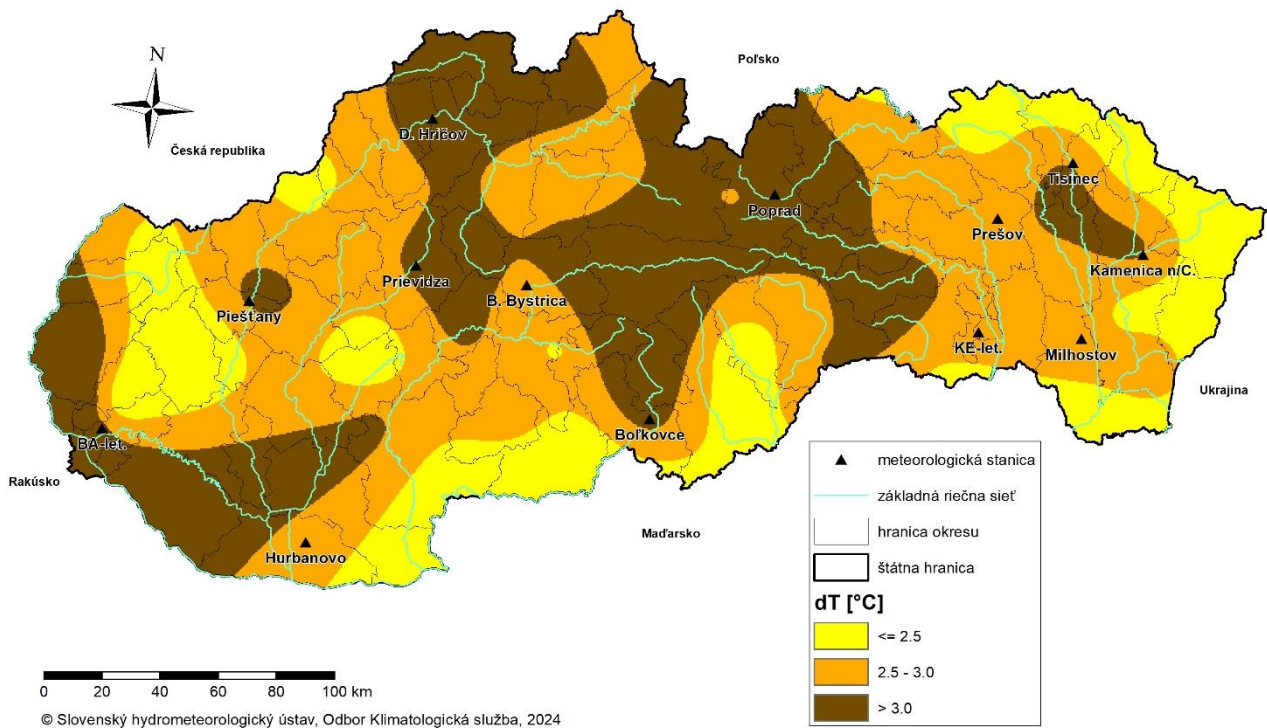 N
Poľsko
Česká republika
D. Hričov
Tisinec
Poprad
Prešov
Kamenica n/C.
Prievidza
B. Bystrica
Piešťany
KE-let.
Milhostov
Ukrajina
BA-let.
Boľkovce
Rakúsko
Maďarsko
Hurbanovo
meteorologická stanica
základná riečna sieť
hranica okresu
štátna hranica
dT [°C]
<= 2.5
2.5 - 3.0
> 3.0
0 20 40 60 80 100 km
© Slovenský hydrometeorologický ústav, Odbor Klimatologická služba, 2024